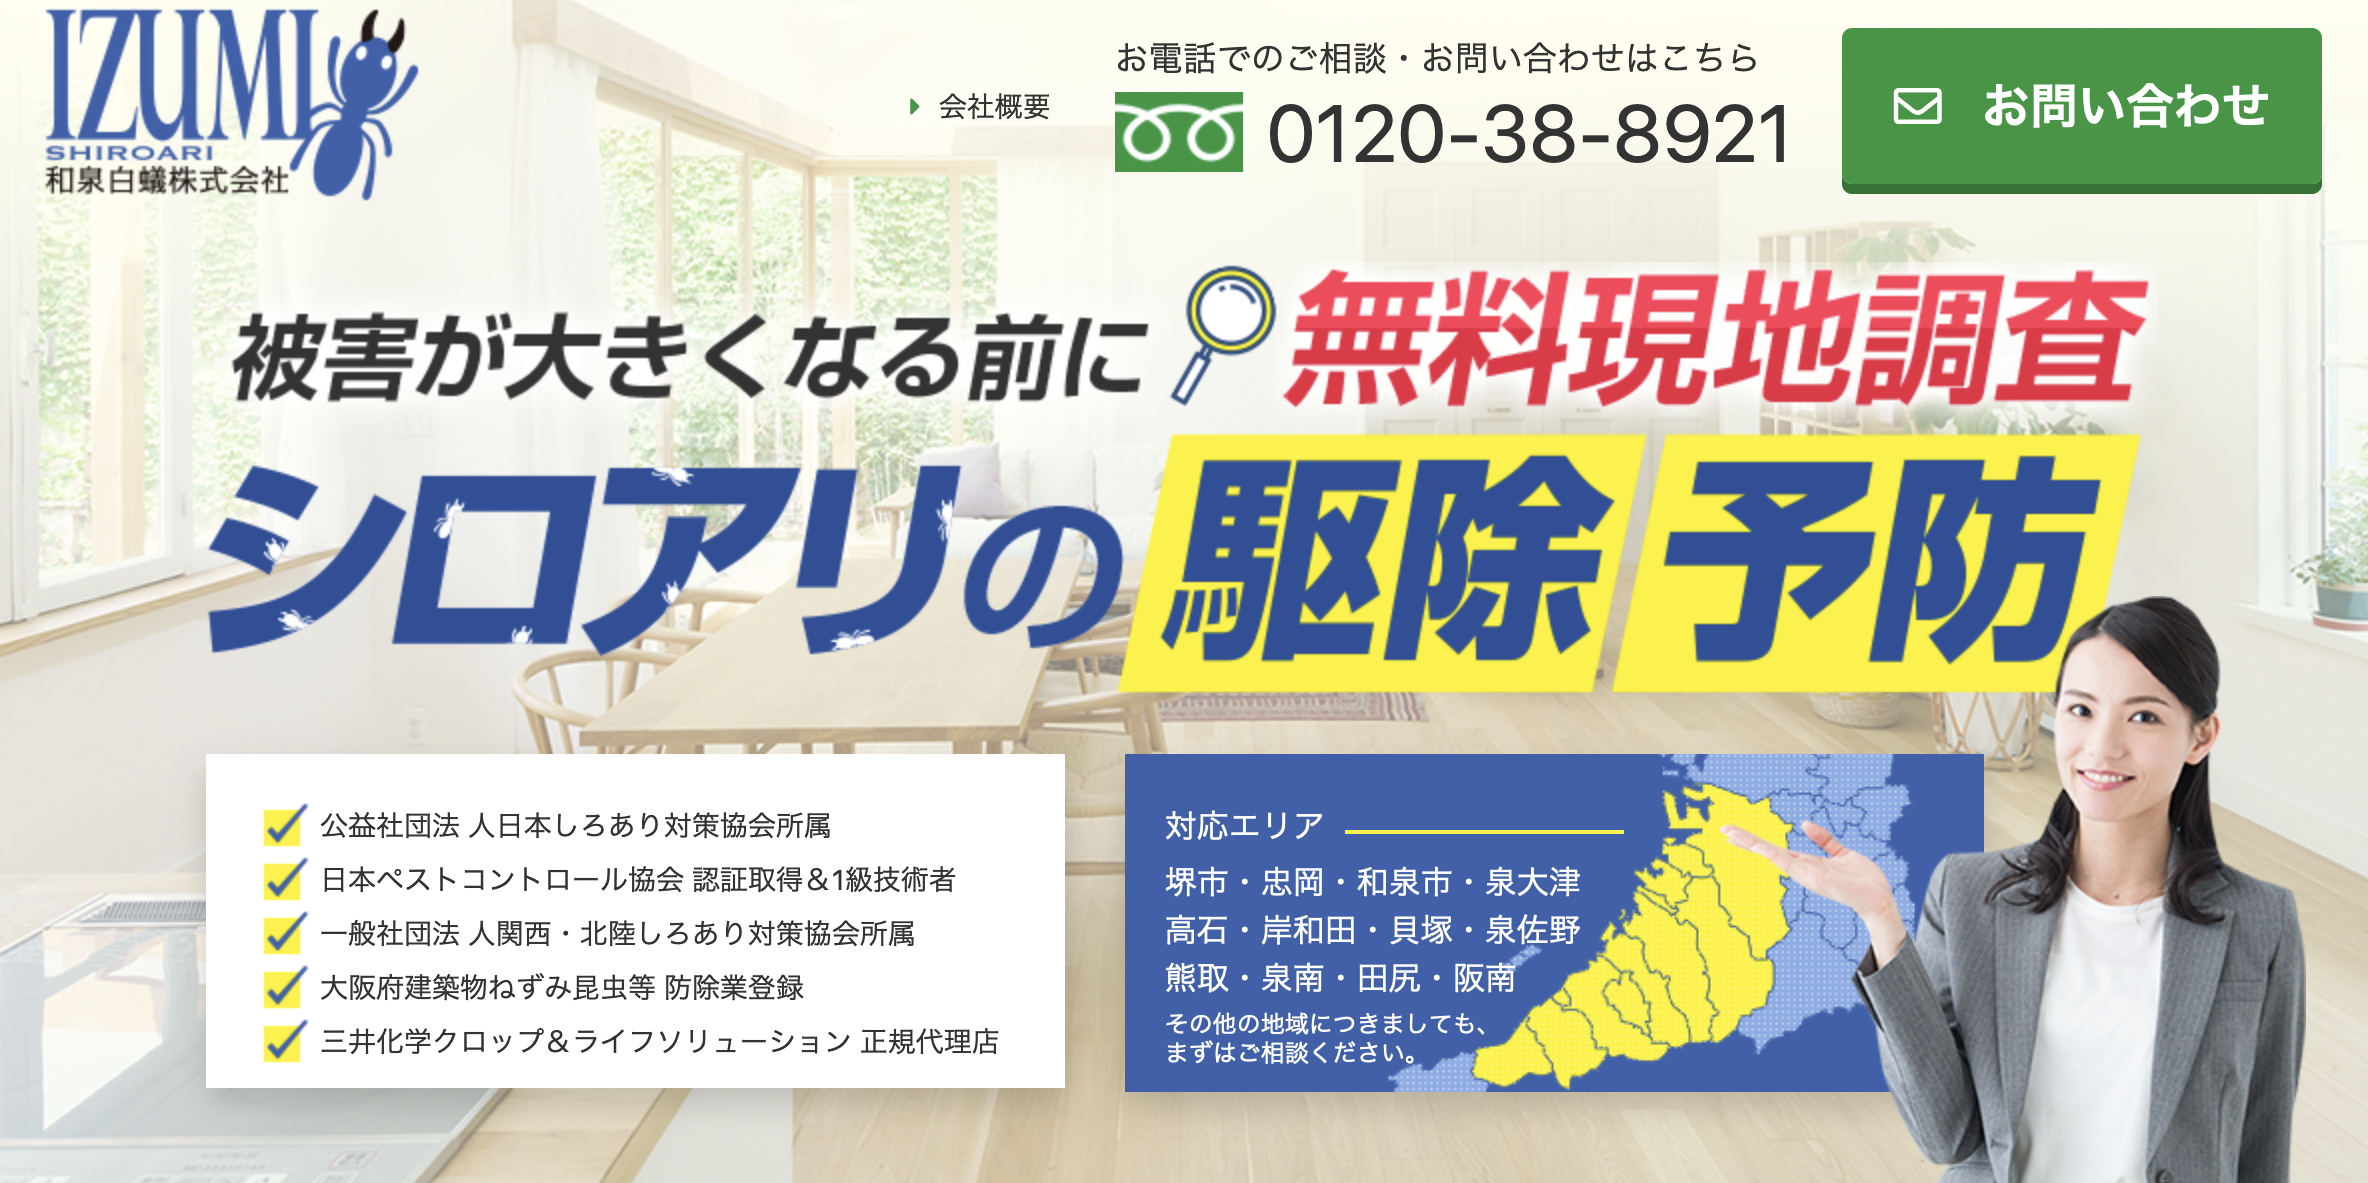 IZUMI
SHIROARI
和泉白蟻株式会社
会社概要
お電話でのご相談・お問い合わせはこちら
0120-38-8921
お問い合わせ
被害が大きくなる前に 無料現地調査
シロアリの 駆除 予防
公益社団法 人日本しろあり対策協会所属
日本ペストコントロール協会 認証取得＆1級技術者
一般社団法 人関西・北陸しろあり対策協会所属
大阪府建築物ねずみ昆虫等 防除業登録
三井化学クロップ＆ライフソリューション 正規代理店
対応エリア
堺市・忠岡・和泉市・泉大津
高石・岸和田・貝塚・泉佐野
熊取・泉南・田尻・阪南
その他の地域につきましても、
まずはご相談ください。